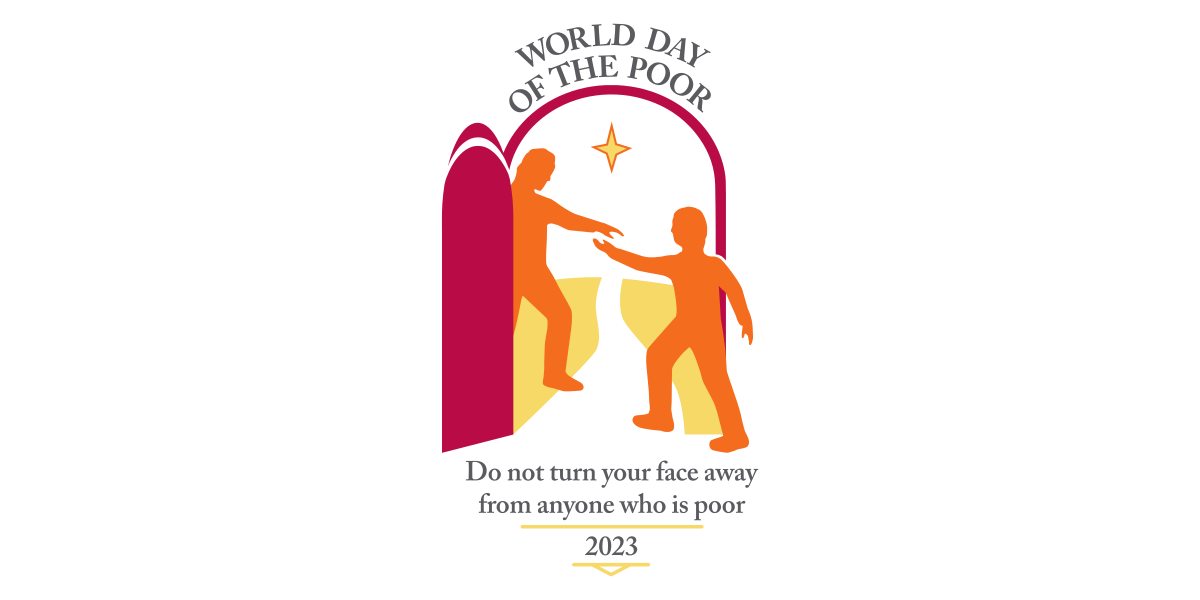 WORLD DAY
OF THE POOR
Do not turn your face away
from anyone who is poor
2023